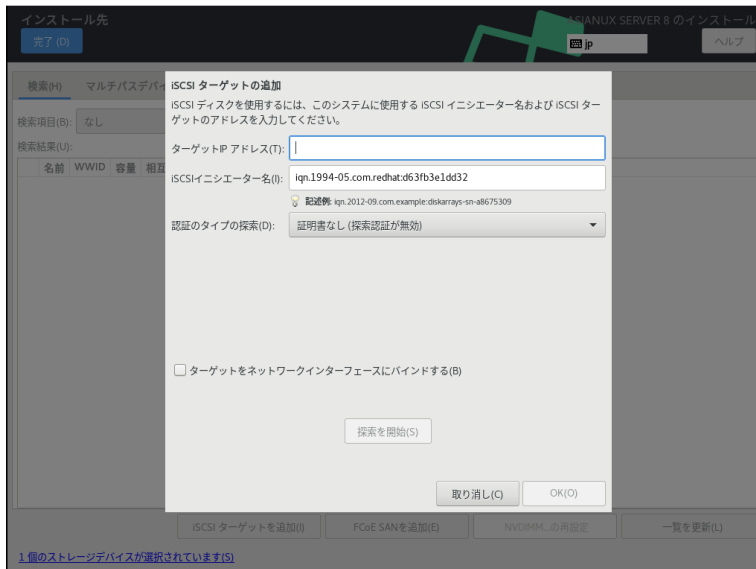 インストール先
ASIANUX SERVER 8 のインストール
完了 (D)
jp
ヘルプ
検索(H)
マルチパスデバイ
iSCSI ターゲットの追加
iSCSI ディスクを使用するには、このシステムに使用する iSCSI イニシエーター名および iSCSI ター
ゲットのアドレスを入力してください。
検索項目(B):
なし
ターゲットIP アドレス(T):
検索結果(U):
名前 WWID 容量 相互
iSCSIイニシエーター名(I):
iqn.1994-05.com.redhat:d63fb3e1dd32
記述例: iqn.2012-09.com.example:diskarrays-sn-a8675309
認証のタイプの探索(D):
証明書なし (探索認証が無効)
ターゲットをネットワークインターフェースにバインドする(B)
探索を開始(S)
取り消し(C)
OK(O)
iSCSI ターゲットを追加(I)
FCoE SANを追加(E)
NVDIMM...の再設定
一覧を更新(L)
1 個のストレージデバイスが選択されています(S)